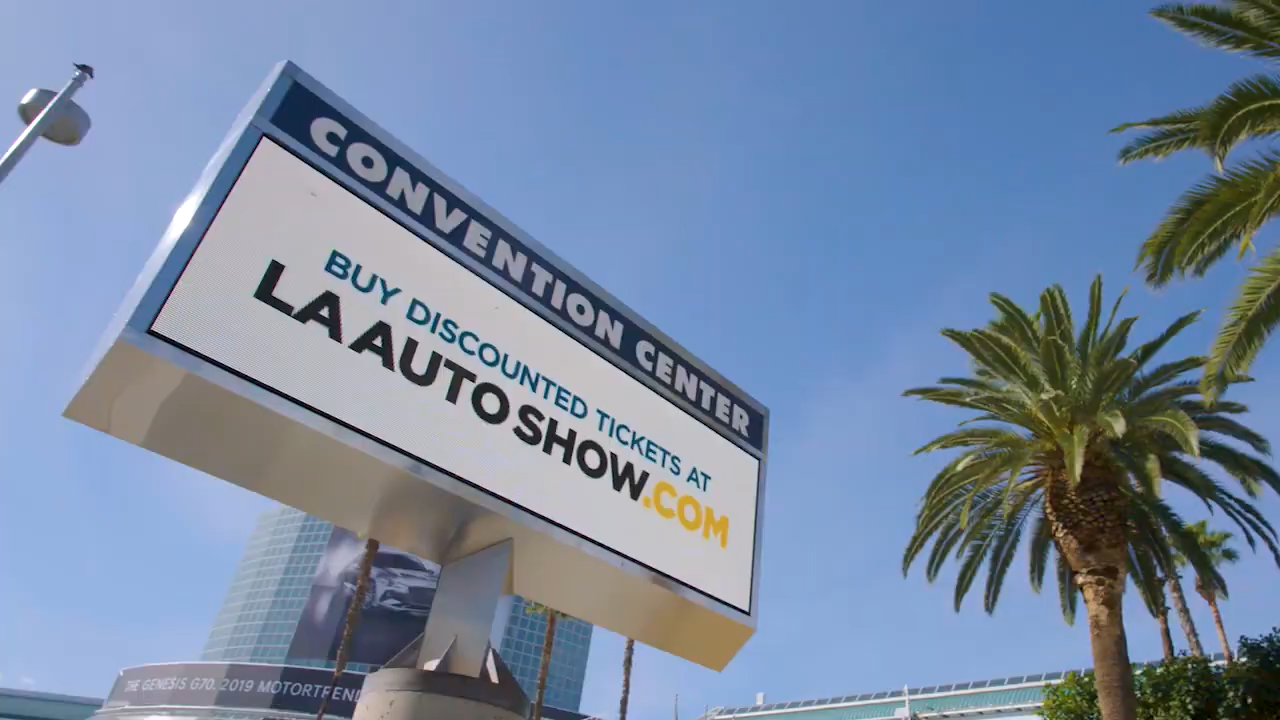 CONVENTION CENTER
BUY DISCOUNTED TICKETS AT
LA AUTO SHOW.COM
THE GENESIS G70. 2019 MOTORTREND